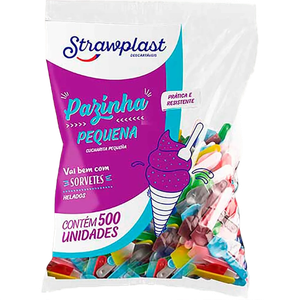 Strawplast
DESCARTÁVEIS
PRÁTICA E
RESISTENTE
Pazinha
PEQUENA
CUCHARITA PEQUEÑA
Vai bem com
SORVETES
HELADOS
CONTÉM 500
UNIDADES